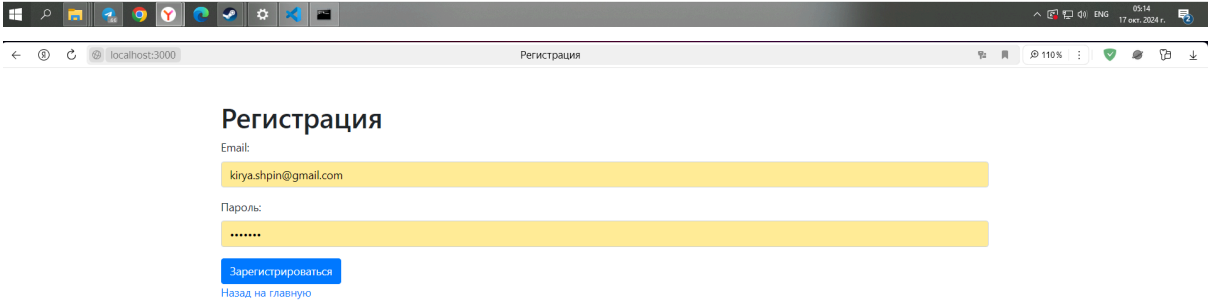 ENG
05:14
17 окт. 2024 г.
2
localhost:3000
Регистрация
110 %
Регистрация
Email:
kirya.shpin@gmail.com
Пароль:
•••••••
Зарегистрироваться
Назад на главную